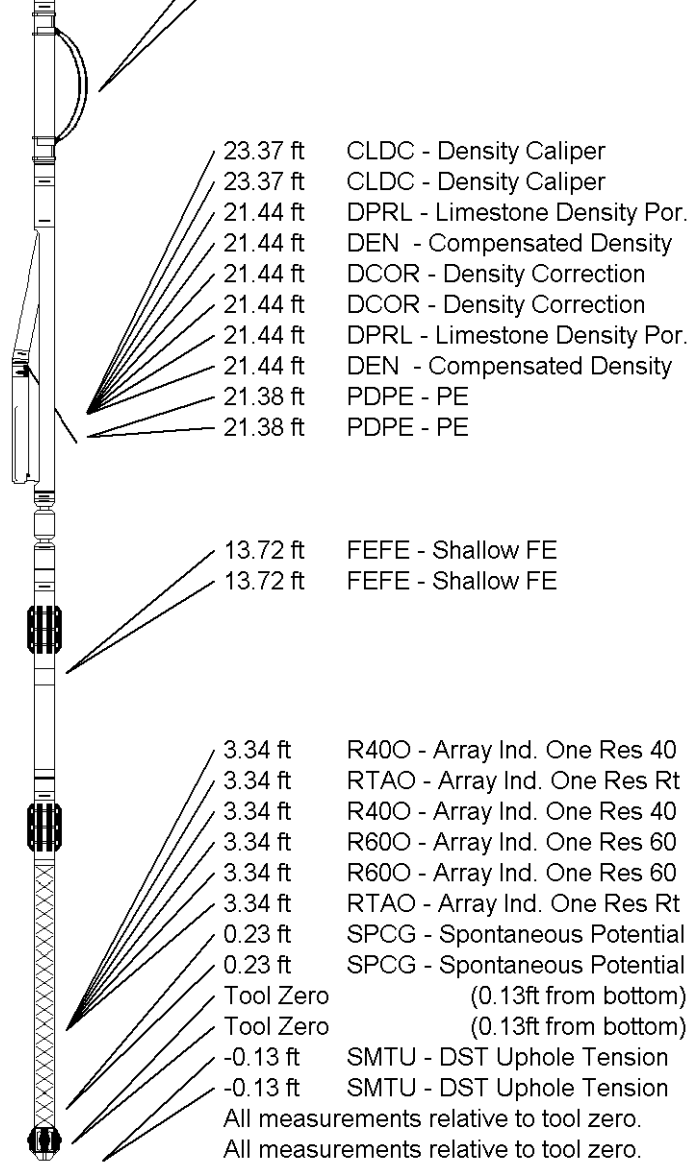 23.37 ft CLDC - Density Caliper
23.37 ft CLDC - Density Caliper
21.44 ft DPRL - Limestone Density Por.
21.44 ft DEN - Compensated Density
21.44 ft DCOR - Density Correction
21.44 ft DCOR - Density Correction
21.44 ft DPRL - Limestone Density Por.
21.44 ft DEN - Compensated Density
21.38 ft PDPE - PE
21.38 ft PDPE - PE
13.72 ft FEFE - Shallow FE
13.72 ft FEFE - Shallow FE
3.34 ft R40O - Array Ind. One Res 40
3.34 ft RTAO - Array Ind. One Res Rt
3.34 ft R40O - Array Ind. One Res 40
3.34 ft R60O - Array Ind. One Res 60
3.34 ft R60O - Array Ind. One Res 60
3.34 ft RTAO - Array Ind. One Res Rt
0.23 ft SPCG - Spontaneous Potential
0.23 ft SPCG - Spontaneous Potential
Tool Zero (0.13ft from bottom)
Tool Zero (0.13ft from bottom)
-0.13 ft SMTU - DST Uphole Tension
-0.13 ft SMTU - DST Uphole Tension
All measurements relative to tool zero.
All measurements relative to tool zero.